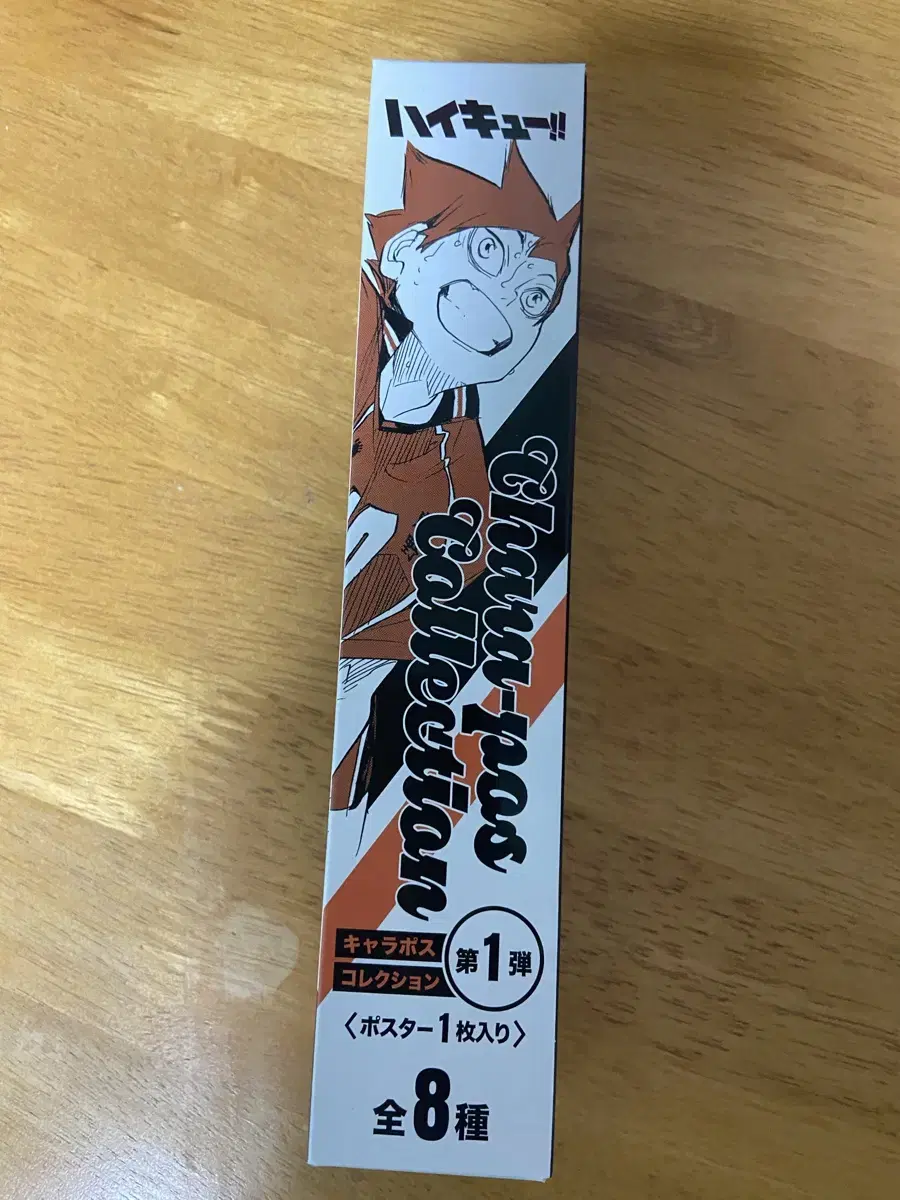 ハイキュー!!
Chara-pos
Collection
キャラポス
コレクション
第1弾
〈ポスター1枚入り〉
全8種